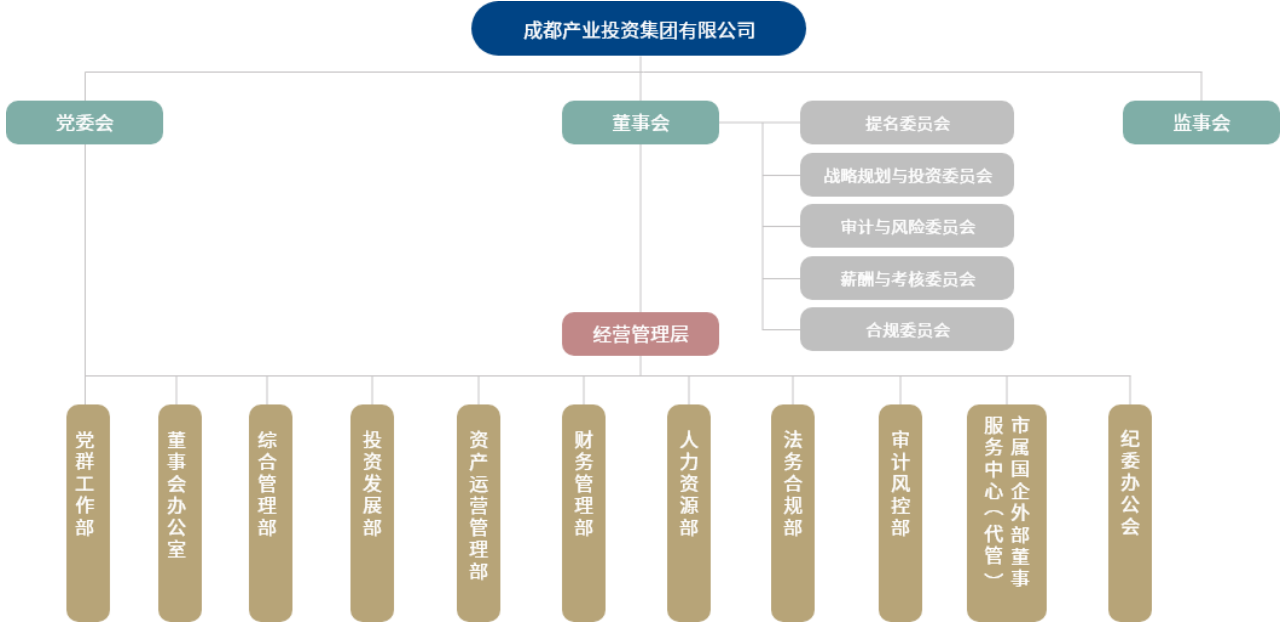 成都产业投资集团有限公司
党委会
董事会
提名委员会
监事会
战略规划与投资委员会
审计与风险委员会
薪酬与考核委员会
合规委员会
经营管理层
党群工作部
董事会办公室
综合管理部
投资发展部
资产运营管理部
财务管理部
人力资源部
法务合规部
审计风控部
市属国企外部董事
服务中心（代管）
纪委办公会